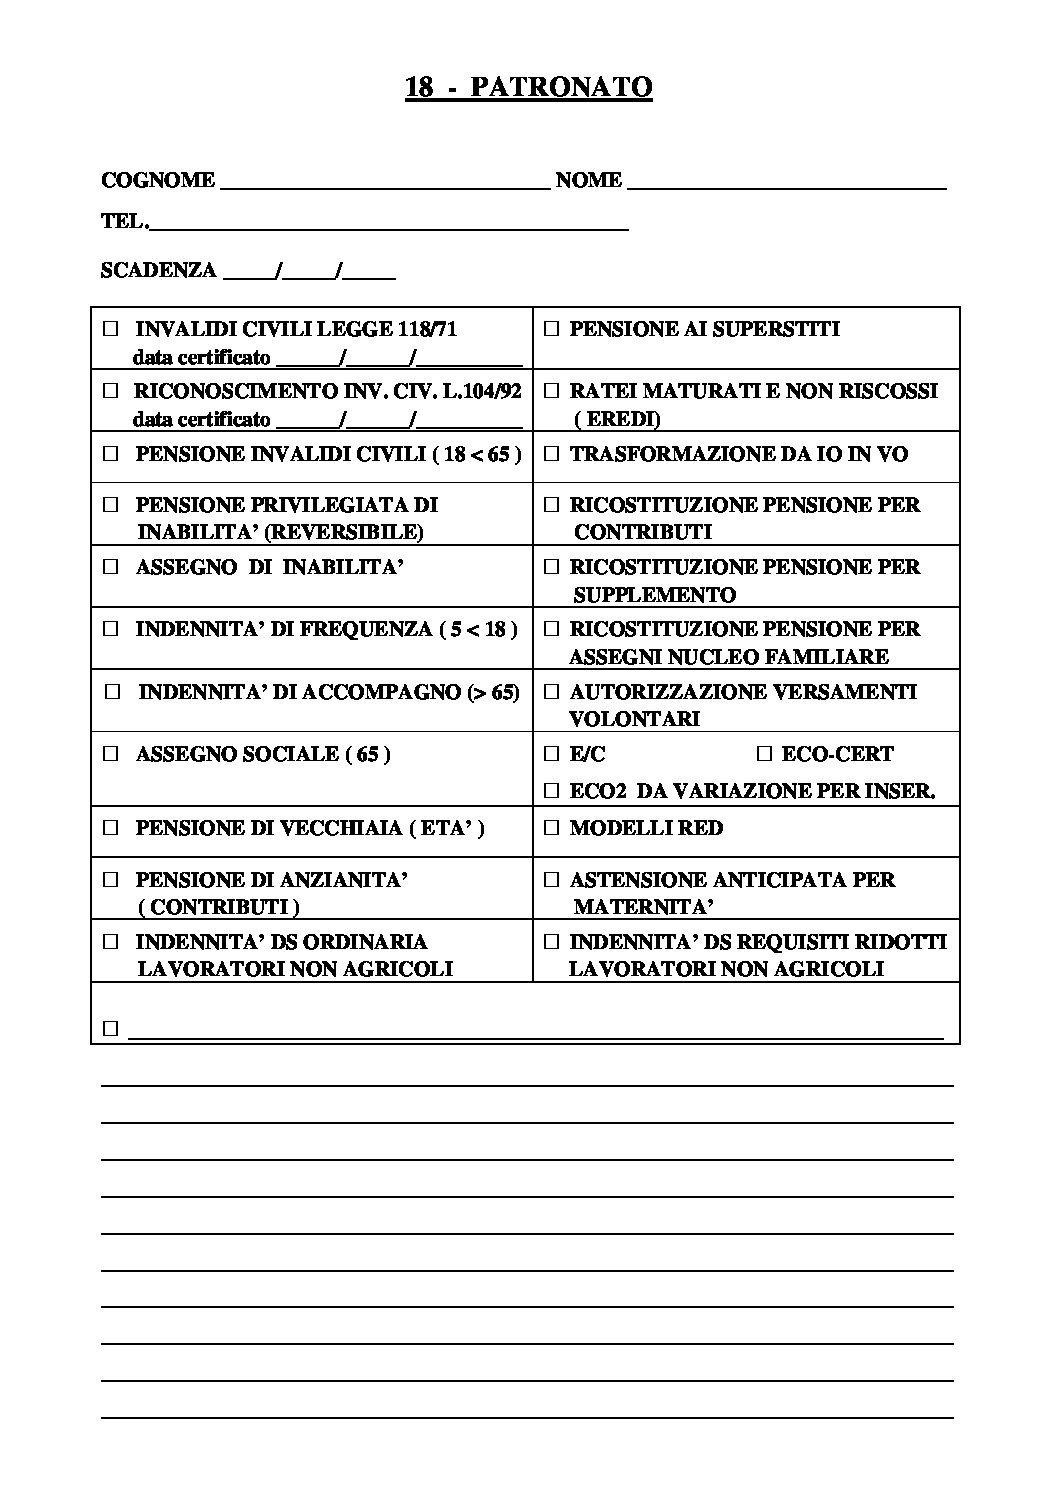 18 - PATRONATO
COGNOME ______________________________ NOME _____________________________
TEL.____________________________________________
SCADENZA _____/_____/_____
☐ INVALIDI CIVILI LEGGE 118/71
data certificato ______/______/__________
☐ PENSIONE AI SUPERSTITI
☐ RICONOSCIMENTO INV. CIV. L.104/92
data certificato ______/______/__________
☐ RATEI MATURATI E NON RISCOSSI
( EREDI)
☐ PENSIONE INVALIDI CIVILI ( 18 < 65 )
☐ TRASFORMAZIONE DA IO IN VO
☐ PENSIONE PRIVILEGIATA DI
INABILITA’ (REVERSIBILE)
☐ RICOSTITUZIONE PENSIONE PER
CONTRIBUTI
☐ ASSEGNO DI INABILITA’
☐ RICOSTITUZIONE PENSIONE PER
SUPPLEMENTO
☐ INDENNITA’ DI FREQUENZA ( 5 < 18 )
☐ RICOSTITUZIONE PENSIONE PER
ASSEGNI NUCLEO FAMILIARE
☐ INDENNITA’ DI ACCOMPAGNO (> 65)
☐ AUTORIZZAZIONE VERSAMENTI
VOLONTARI
☐ ASSEGNO SOCIALE ( 65 )
☐ E/C ☐ ECO-CERT
☐ ECO2 DA VARIAZIONE PER INSER.
☐ PENSIONE DI VECCHIAIA ( ETA’ )
☐ MODELLI RED
☐ PENSIONE DI ANZIANITA’
( CONTRIBUTI )
☐ ASTENSIONE ANTICIPATA PER
MATERNITA’
☐ INDENNITA’ DS ORDINARIA
LAVORATORI NON AGRICOLI
☐ INDENNITA’ DS REQUISITI RIDOTTI
LAVORATORI NON AGRICOLI
☐ ______________________________